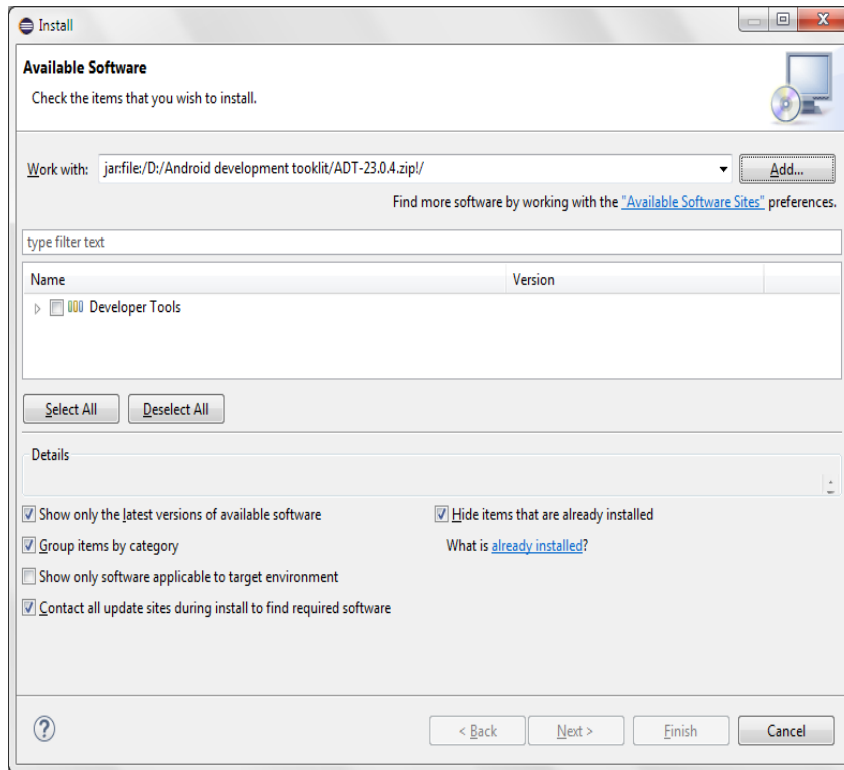 Install
Available Software
Check the items that you wish to install.
Work with: jar:file:/D:/Android development tooklit/ADT-23.0.4.zip!/ Add...
Find more software by working with the "Available Software Sites" preferences.
type filter text
Name Version
Developer Tools
Select All Deselect All
Details
Show only the latest versions of available software Hide items that are already installed
Group items by category What is already installed?
Show only software applicable to target environment
Contact all update sites during install to find required software
? < Back Next > Finish Cancel